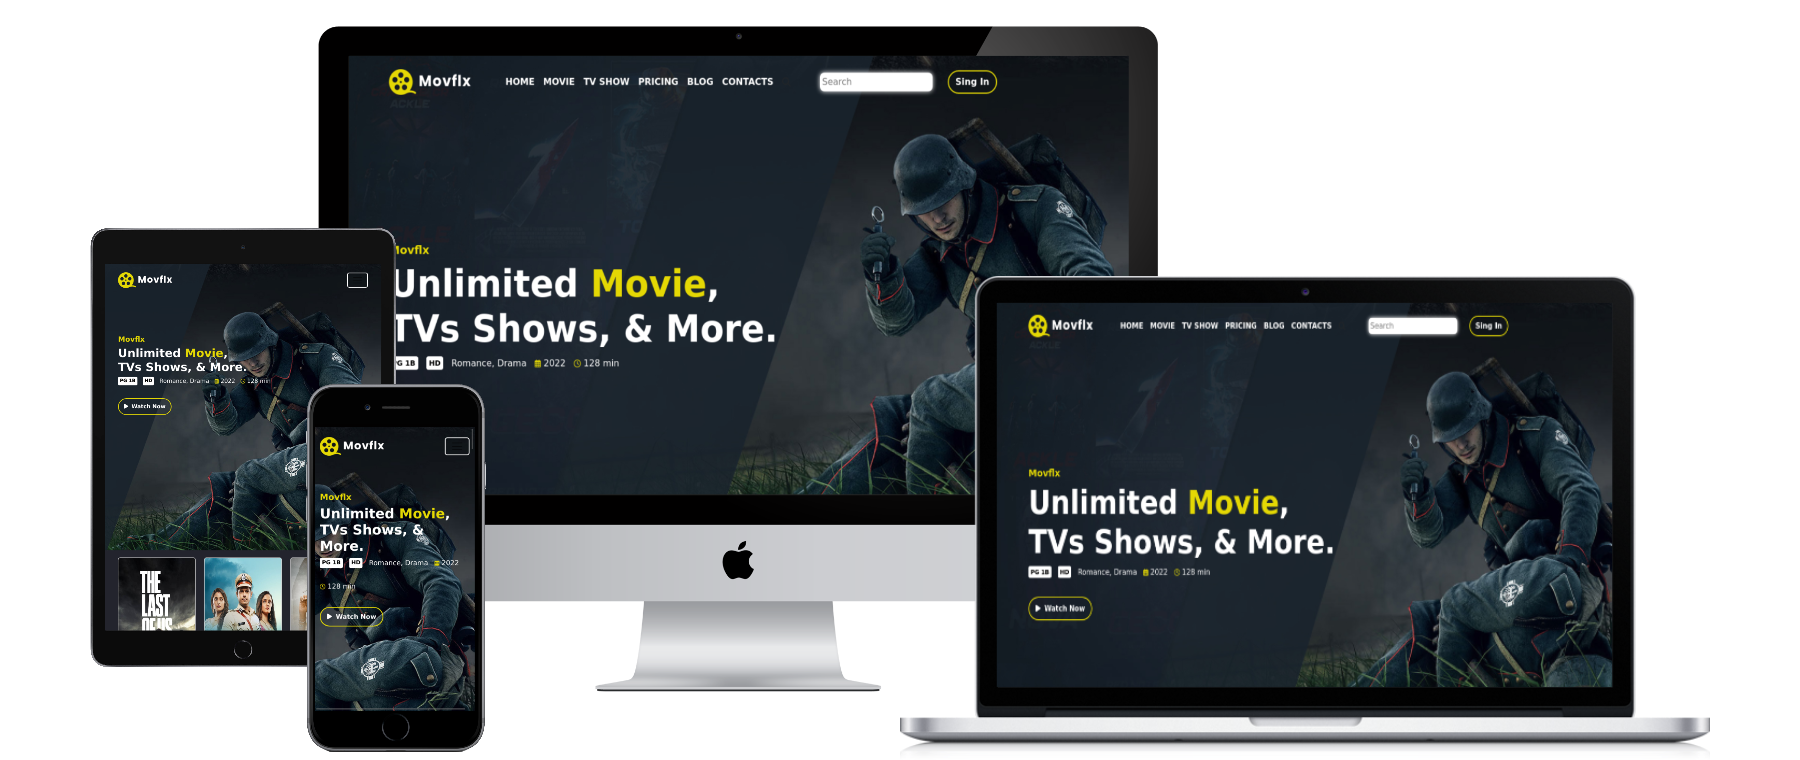 Movflx
HOME MOVIE TV SHOW PRICING BLOG CONTACTS
Search
Sing In
Movflx
Unlimited Movie,
TVs Shows, & More.
PG 18 HD Romance, Drama 2022 128 min
Movflx
Movflx
Unlimited Movie,
TVs Shows, & More.
PG 18 HD Romance, Drama 2022 128 min
Watch Now
THE
LAST
OF US
Movflx
Movflx
Unlimited Movie,
TVs Shows, &
More.
PG 18 HD Romance, Drama 2022
128 min
Watch Now
Movflx
HOME MOVIE TV SHOW PRICING BLOG CONTACTS
Search
Sing In
Movflx
Unlimited Movie,
TVs Shows, & More.
PG 18 HD Romance, Drama 2022 128 min
Watch Now